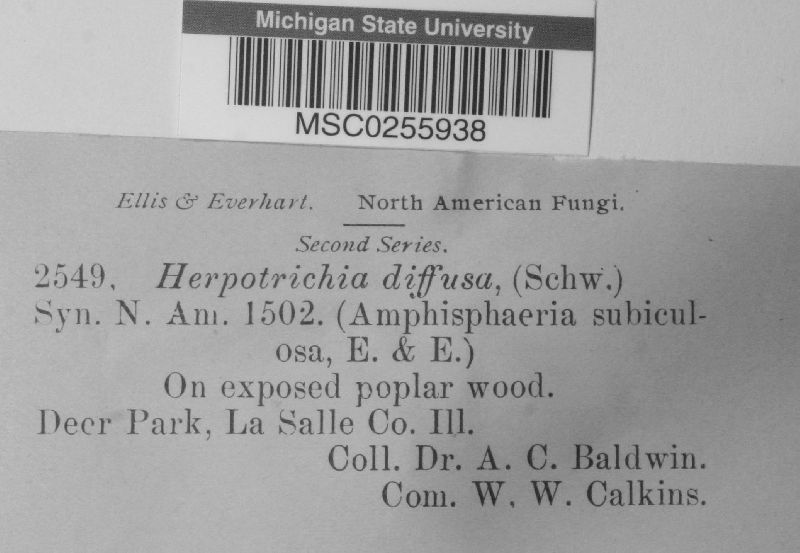 Michigan State University
MSC0255938
Ellis & Everhart. North American Fungi.
Second Series.
2549. Herpotrichia diffusa, (Schw.)
Syn. N. Am. 1502. (Amphisphaeria subicul-
osa, E. & E.)
On exposed poplar wood.
Deer Park, La Salle Co. Ill.
Coll. Dr. A. C. Baldwin.
Com. W. W. Calkins.